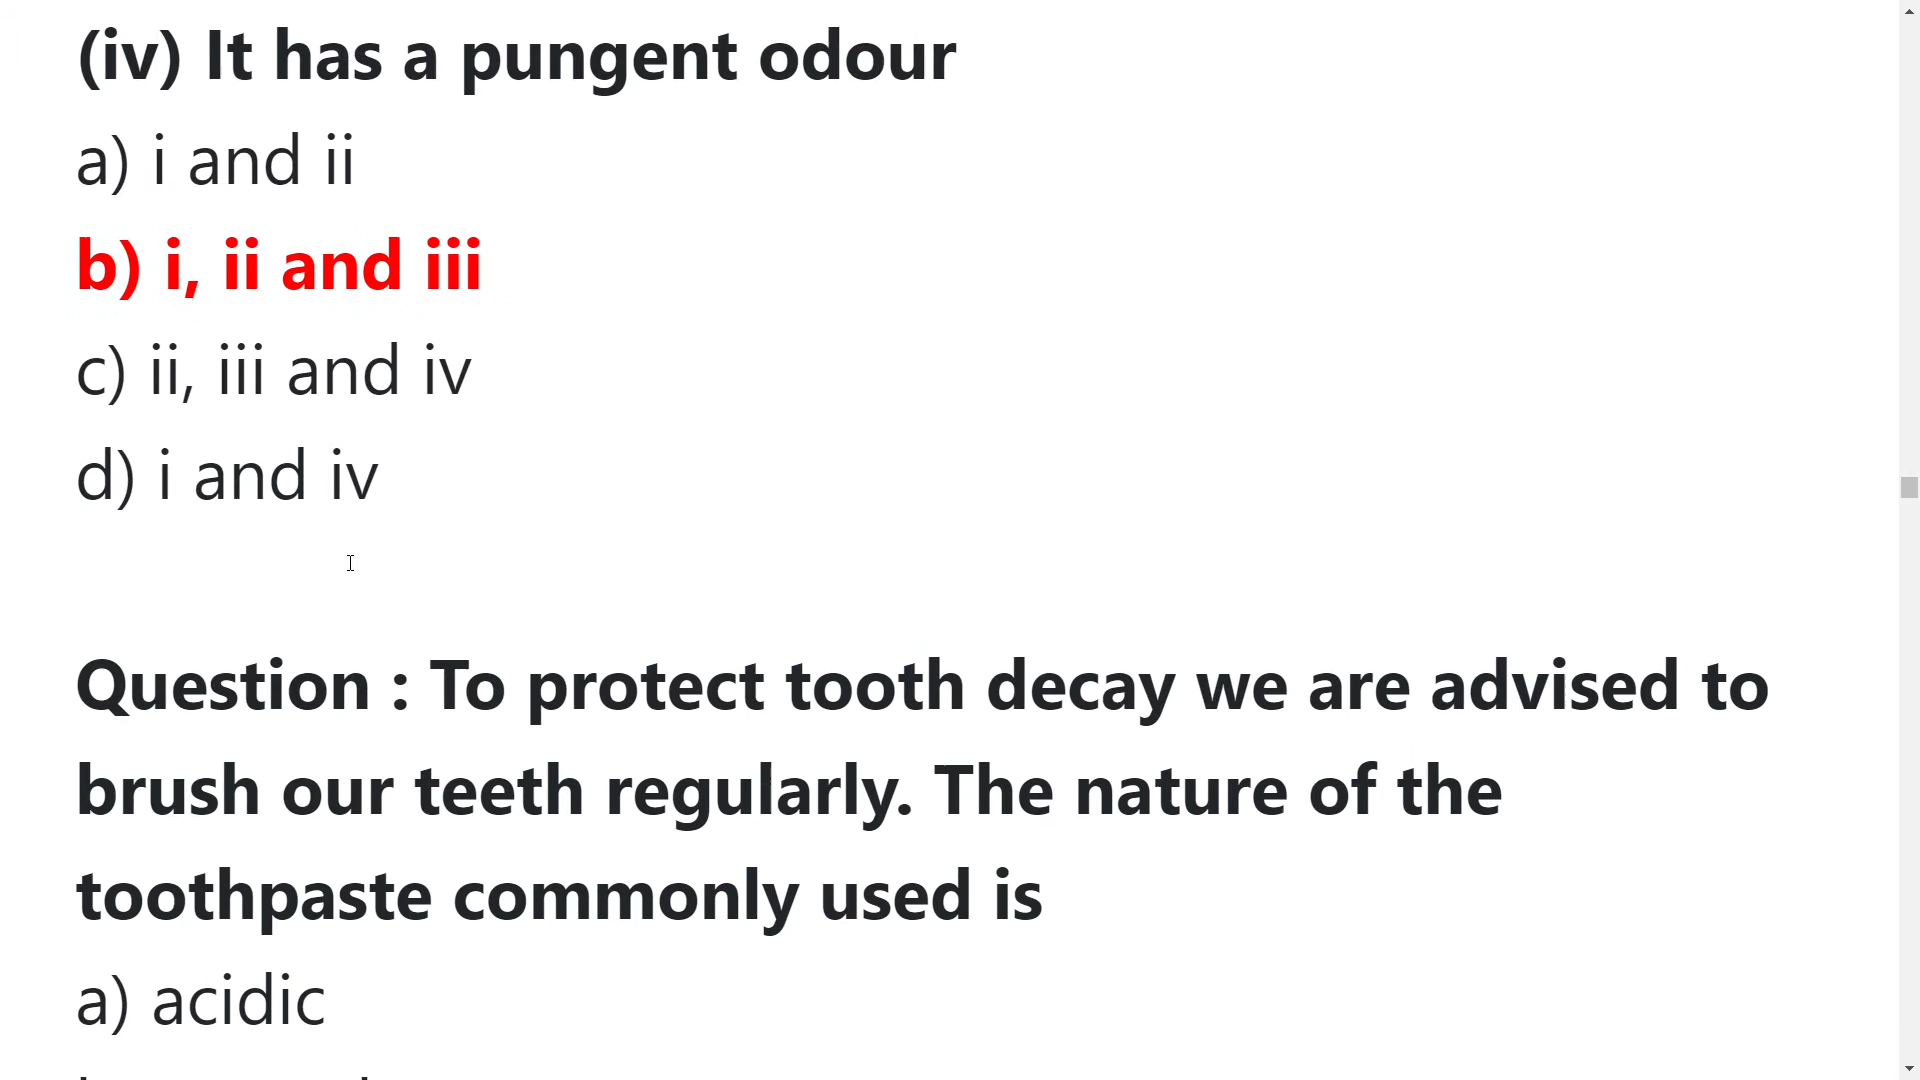 (iv) It has a pungent odour
a) i and ii
b) i, ii and iii
c) ii, iii and iv
d) i and iv
Question : To protect tooth decay we are advised to
brush our teeth regularly. The nature of the
toothpaste commonly used is
a) acidic